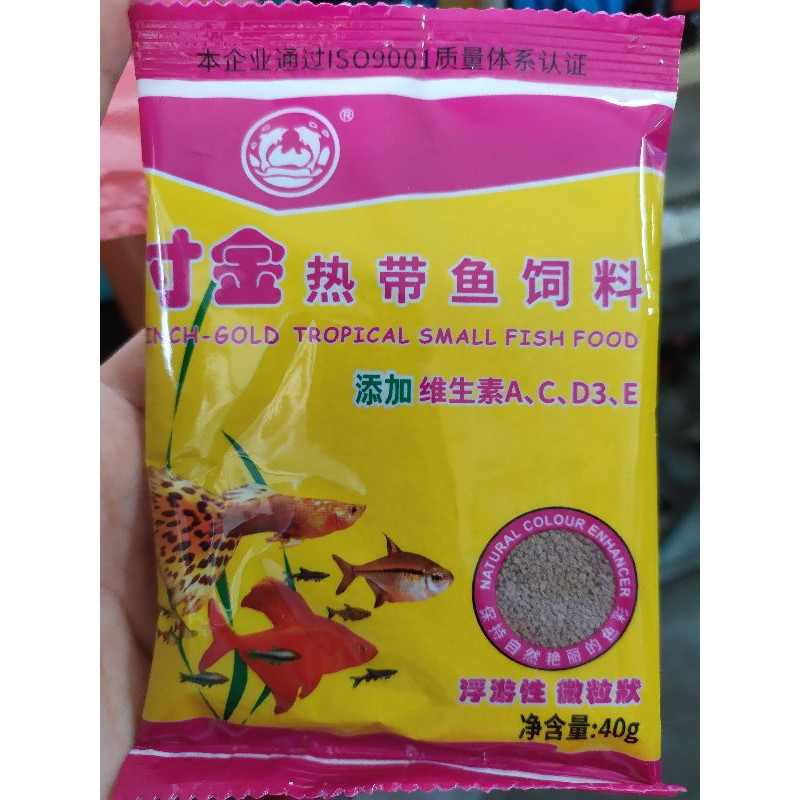 本企业通过ISO9001质量体系认证
®
寸金 热带鱼饲料
INCH-GOLD TROPICAL SMALL FISH FOOD
添加 维生素A、C、D3、E
NATURAL COLOUR ENHANCER
保持自然艳丽的色彩
浮游性 微粒狀
净含量:40g